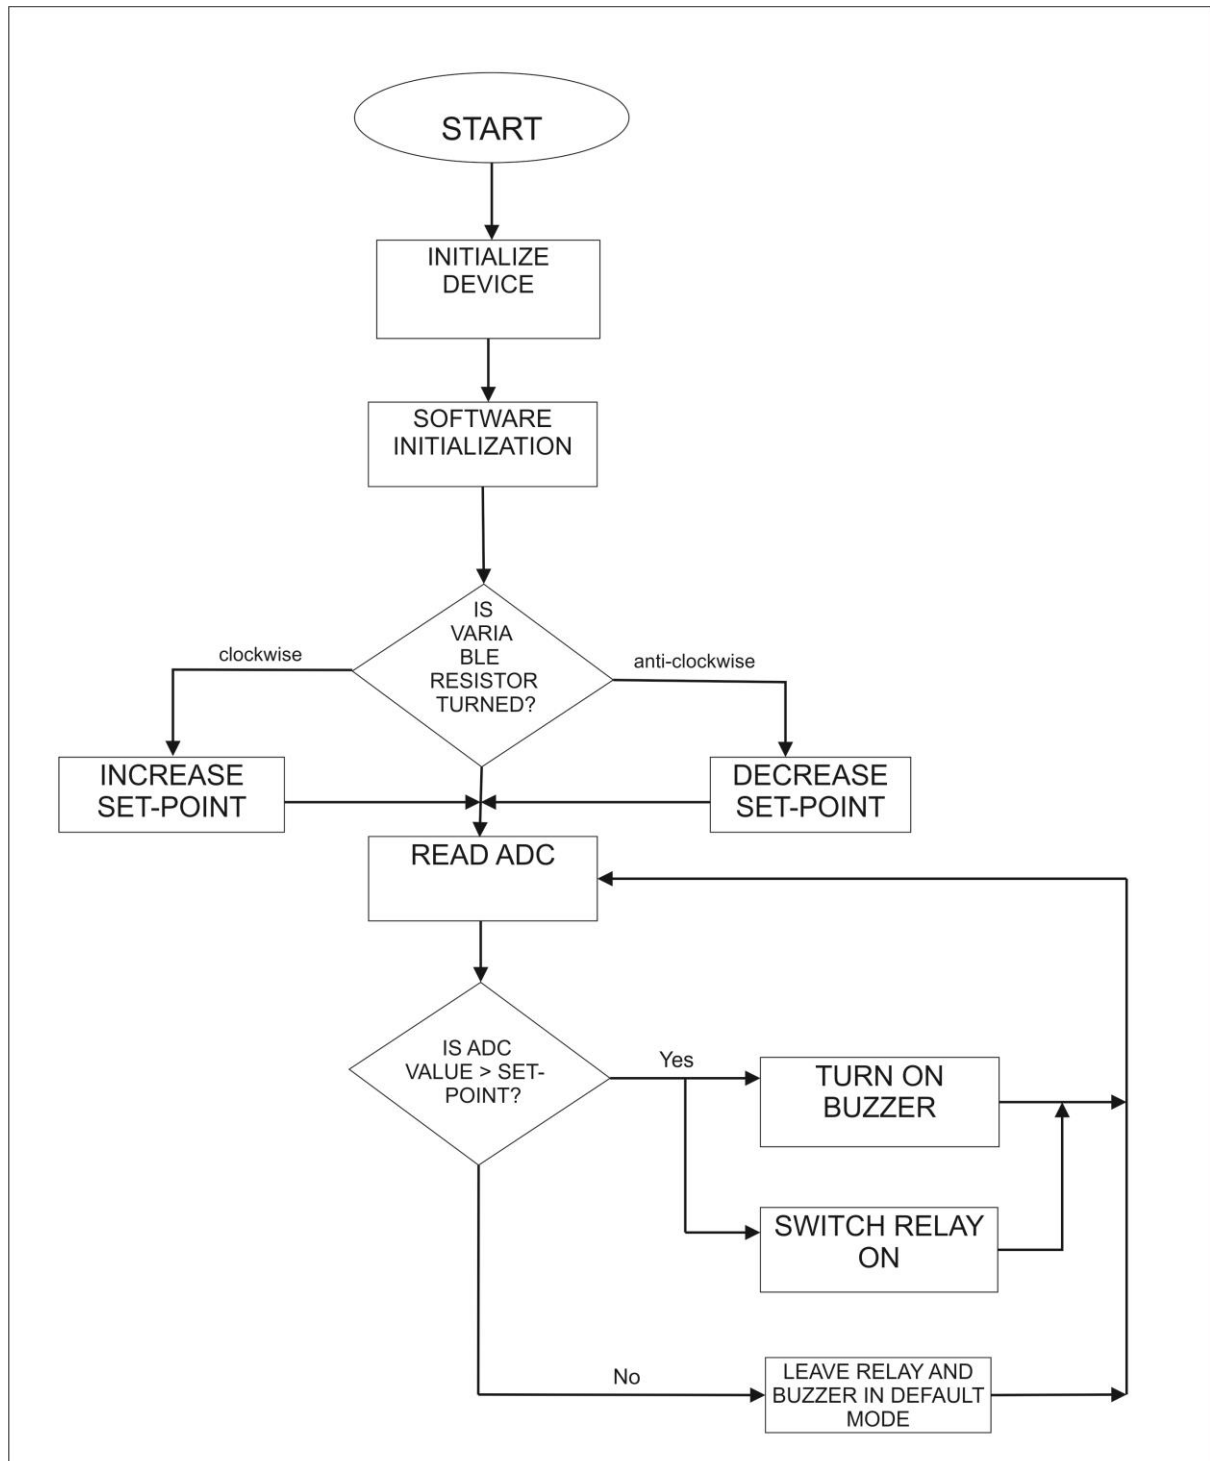 START
INITIALIZE
DEVICE
SOFTWARE
INITIALIZATION
IS
VARIA
BLE
RESISTOR
TURNED?
clockwise
anti-clockwise
INCREASE
SET-POINT
DECREASE
SET-POINT
READ ADC
IS ADC
VALUE > SET-
POINT?
Yes
TURN ON
BUZZER
SWITCH RELAY
ON
No
LEAVE RELAY AND
BUZZER IN DEFAULT
MODE